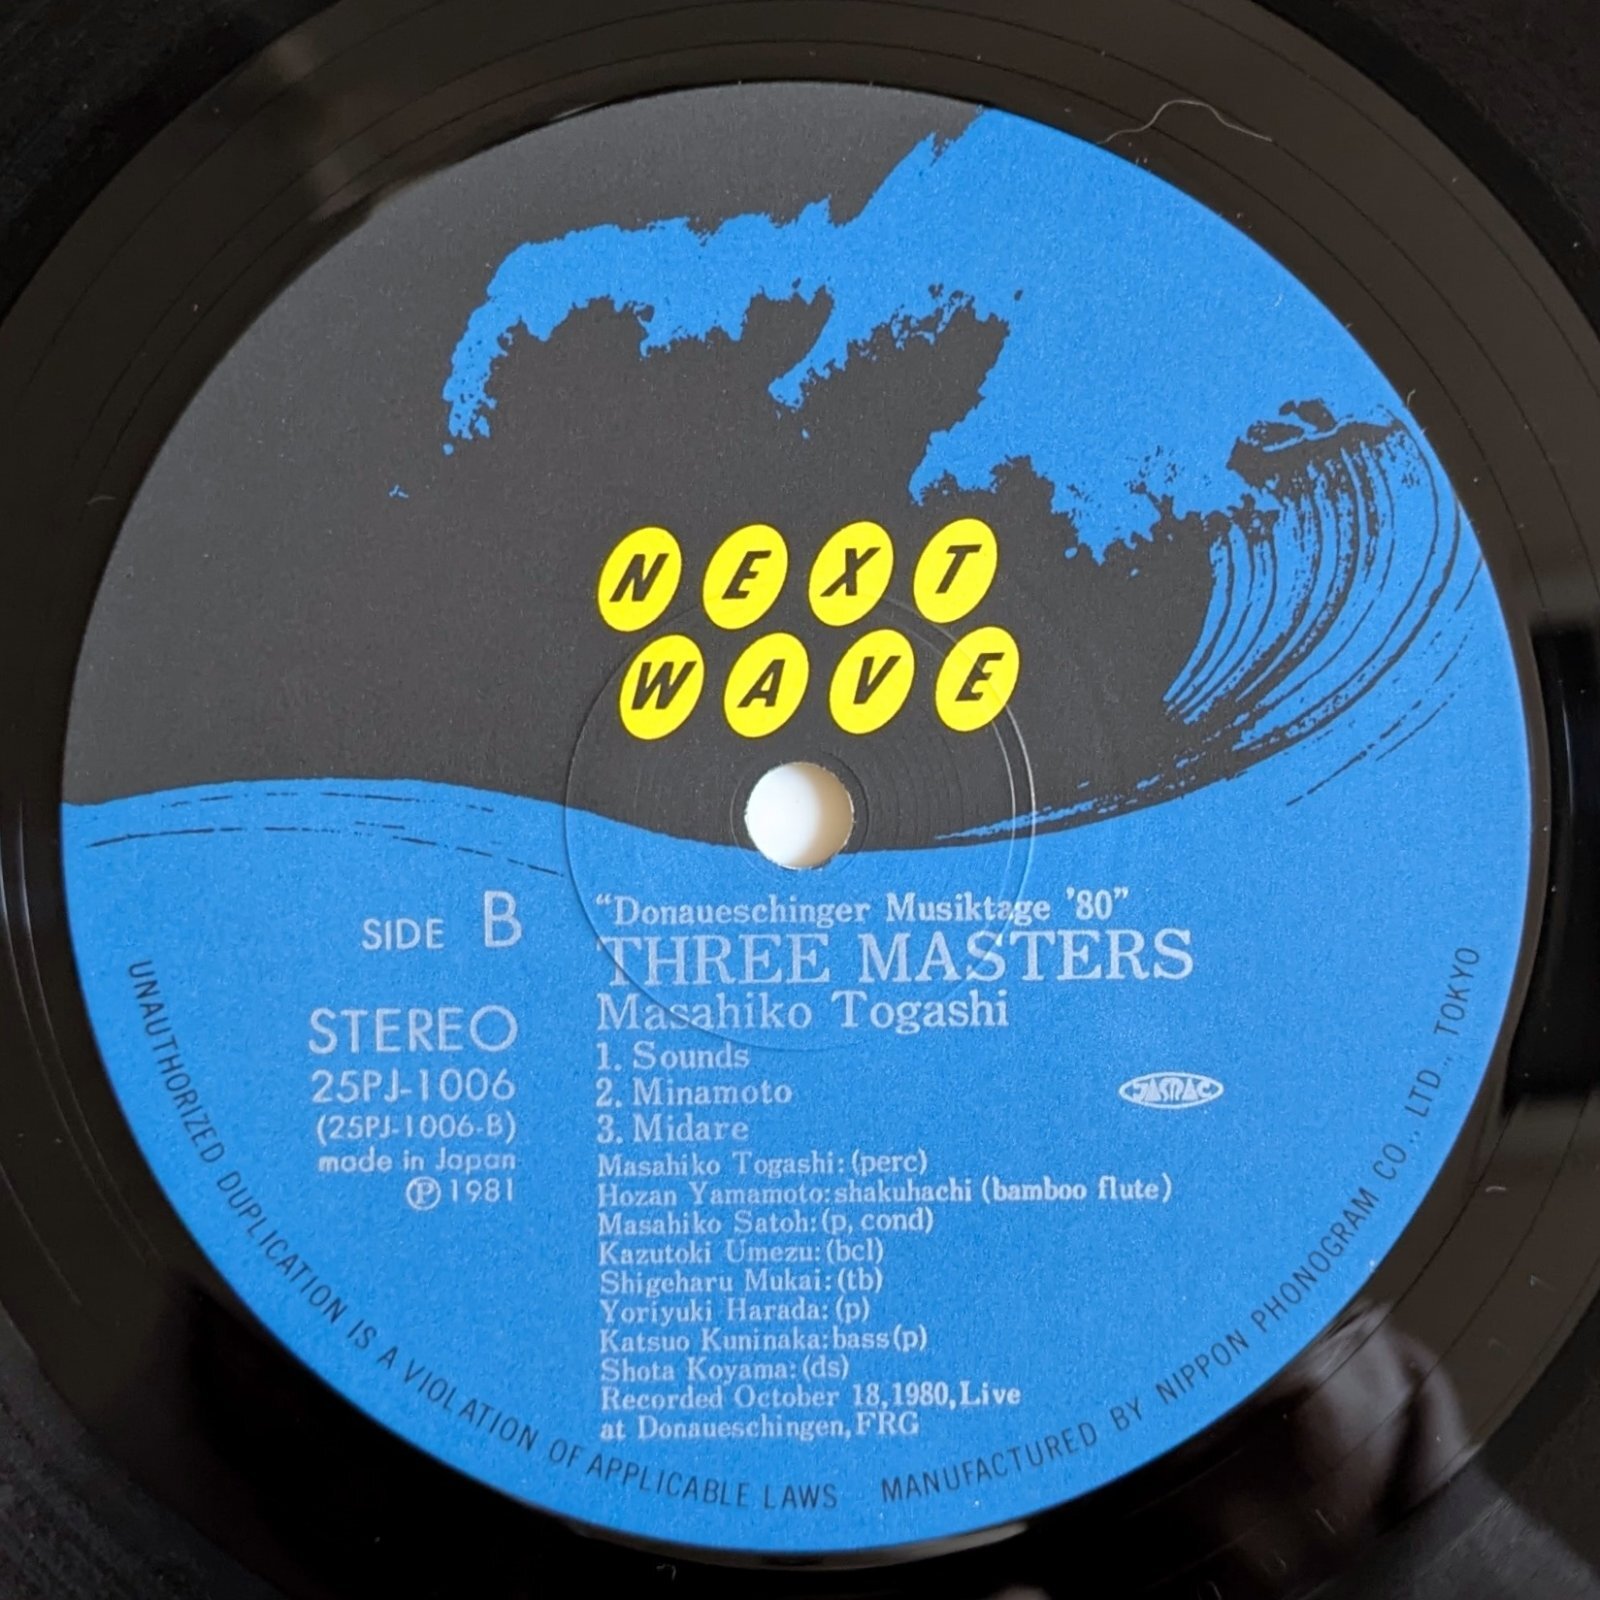 NEXT
WAVE
SIDE B
STEREO
25PJ-1006
(25PJ-1006-B)
made in Japan
Ⓟ1981
“Donaueschinger Musiktage ’80”
THREE MASTERS
Masahiko Togashi
1. Sounds
2. Minamoto
3. Midare
JASRAC
Masahiko Togashi: (perc)
Hozan Yamamoto: shakuhachi (bamboo flute)
Masahiko Satoh: (p, cond)
Kazutoki Umezu: (bcl)
Shigeharu Mukai: (tb)
Yoriyuki Harada: (p)
Katsuo Kuninaka: bass(p)
Shota Koyama: (ds)
Recorded October 18, 1980, Live
at Donaueschingen, FRG
UNAUTHORIZED DUPLICATION IS A VIOLATION OF APPLICABLE LAWS MANUFACTURED BY NIPPON PHONOGRAM CO., LTD., TOKYO